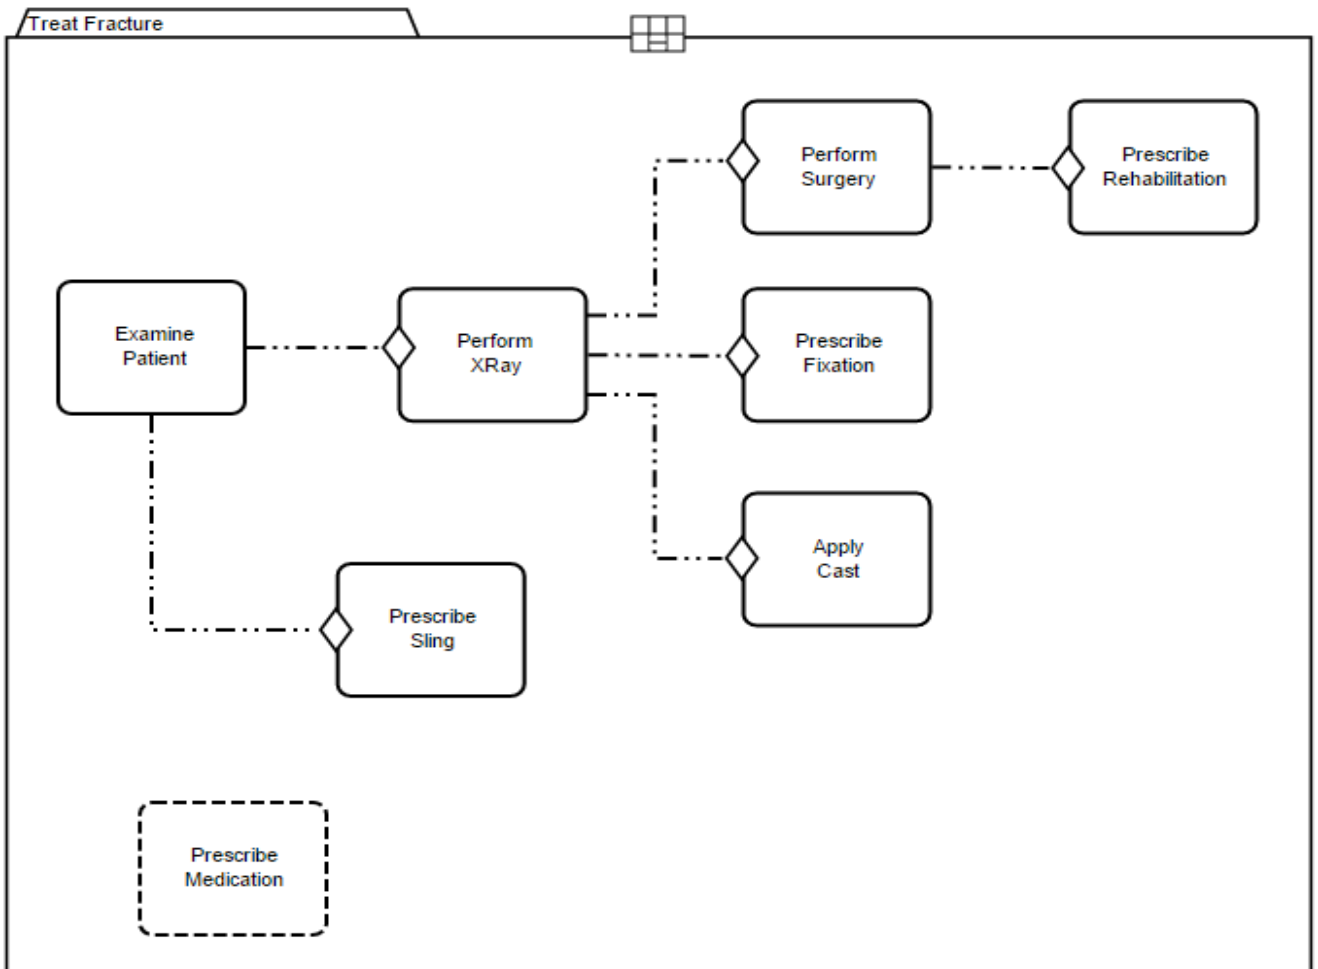 Treat Fracture
Perform
Surgery
Prescribe
Rehabilitation
Examine
Patient
Perform
XRay
Prescribe
Fixation
Apply
Cast
Prescribe
Sling
Prescribe
Medication